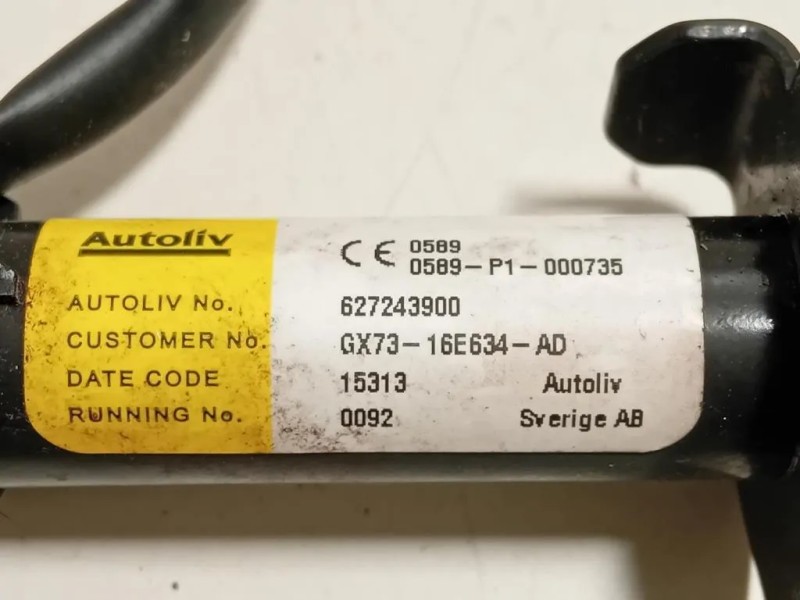 Autoliv
CE 0589
0589-P1-000735
AUTOLIV No. 627243900
CUSTOMER No. GX73-16E634-AD
DATE CODE 15313 Autoliv
RUNNING No. 0092 Sverige AB